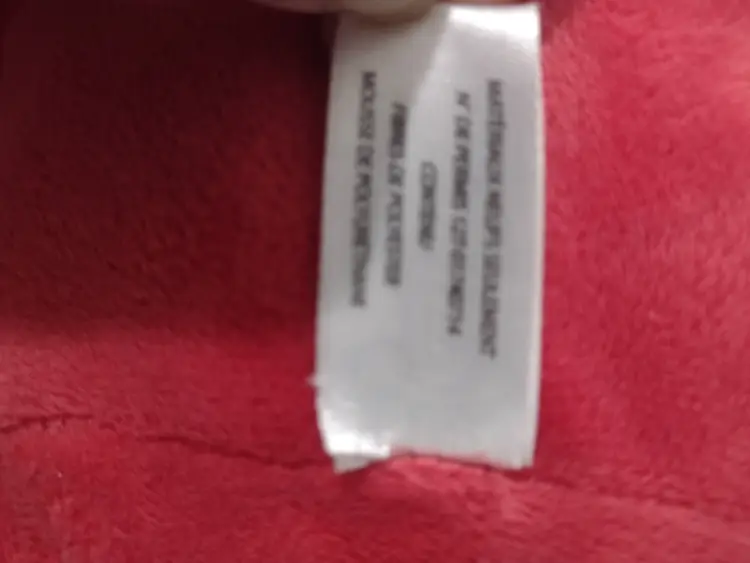 MATÉRIAUX NEUFS SEULEMENT
N° DE PERMIS
CONTENU
FIBRES DE POLYESTER
MOUSSE DE POLYURÉTHANE